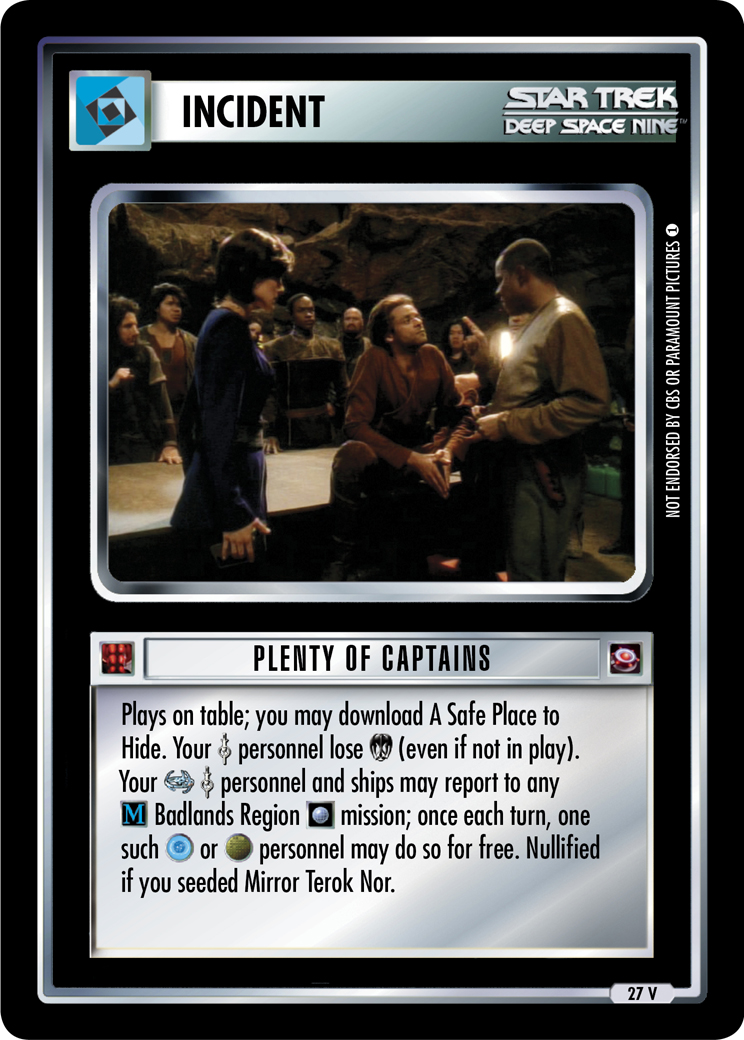 INCIDENT
STAR TREK
DEEP SPACE NINE™
NOT ENDORSED BY CBS OR PARAMOUNT PICTURES 1
PLENTY OF CAPTAINS
Plays on table; you may download A Safe Place to
Hide. Your personnel lose (even if not in play).
Your personnel and ships may report to any
M Badlands Region mission; once each turn, one
such or personnel may do so for free. Nullified
if you seeded Mirror Terok Nor.
27 V